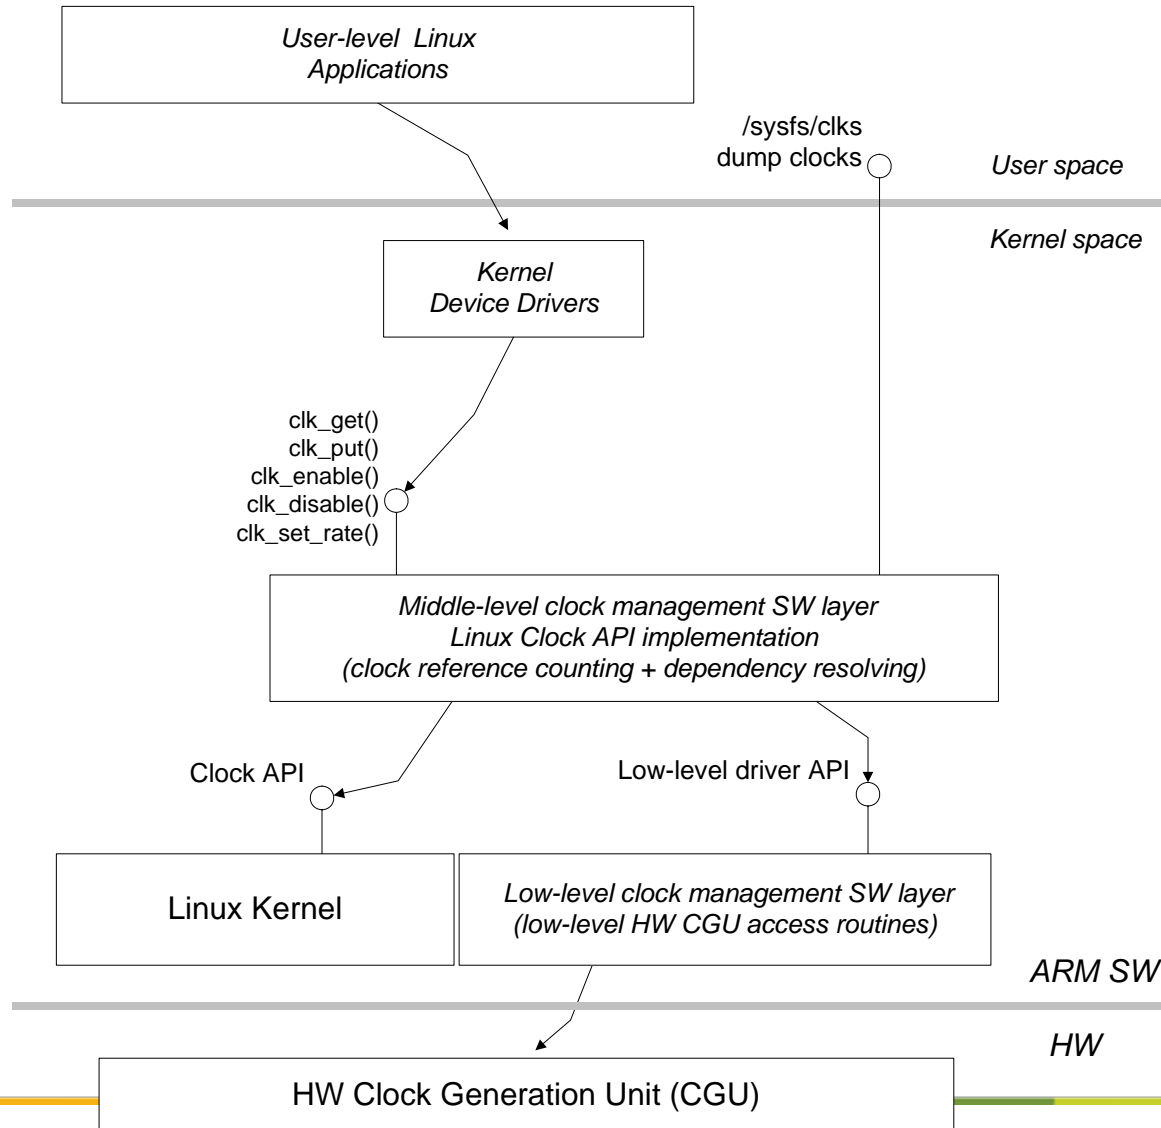 User-level Linux
Applications
/sysfs/clks
dump clocks
User space
Kernel space
Kernel
Device Drivers
clk_get()
clk_put()
clk_enable()
clk_disable()
clk_set_rate()
Middle-level clock management SW layer
Linux Clock API implementation
(clock reference counting + dependency resolving)
Clock API
Low-level driver API
Linux Kernel
Low-level clock management SW layer
(low-level HW CGU access routines)
ARM SW
HW
HW Clock Generation Unit (CGU)